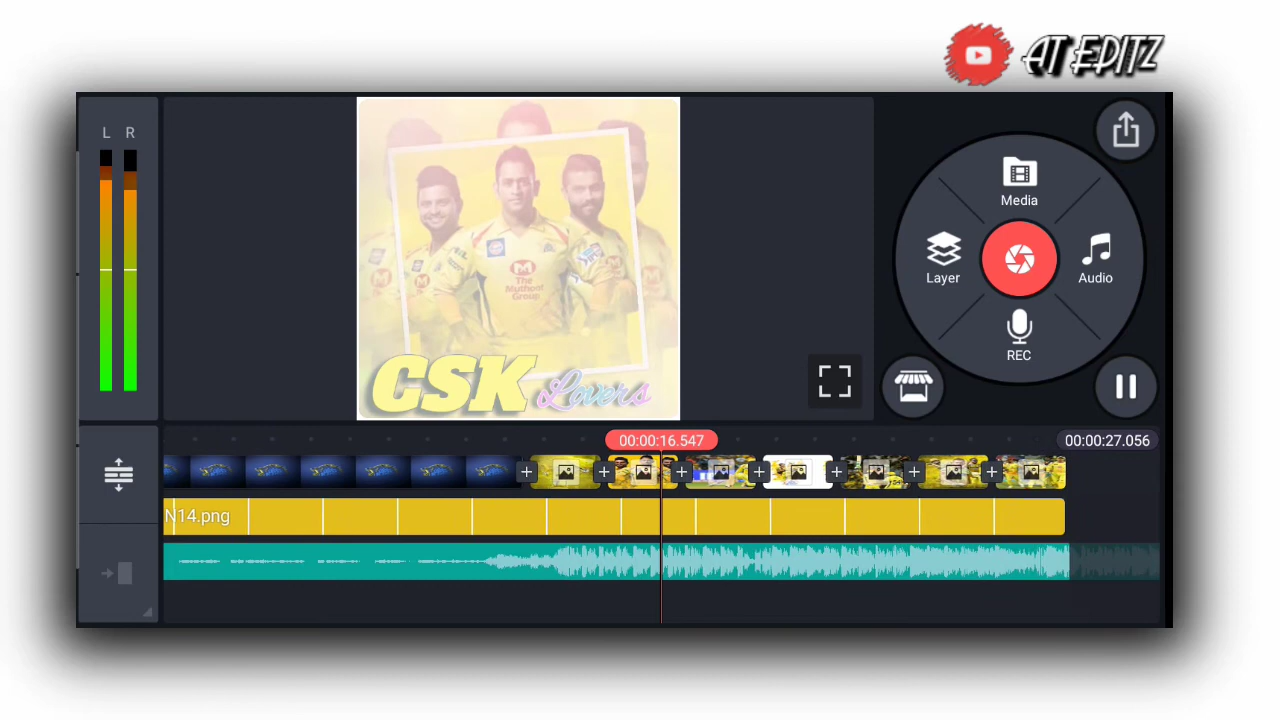 AT EDITZ
L R
Media
Layer
Audio
REC
The
Muthoot
Group
CSK Lovers
00:00:16.547
00:00:27.056
N14.png